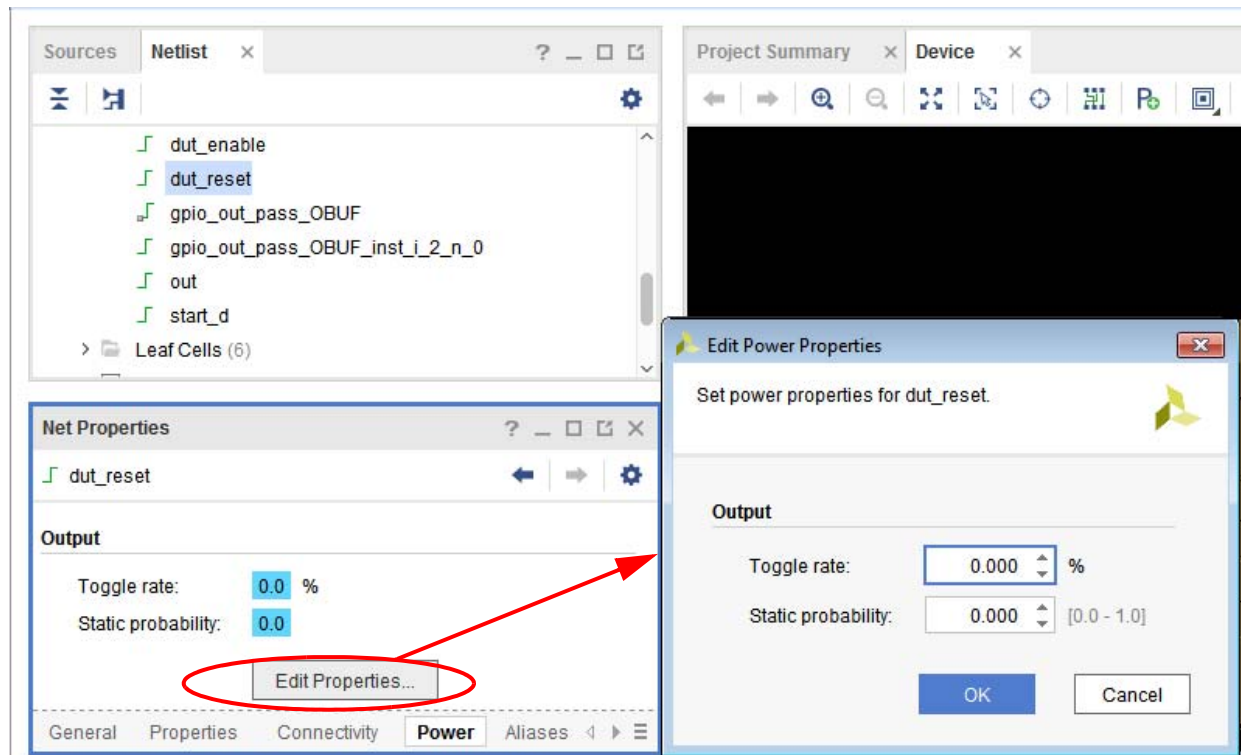 Sources Netlist
dut_enable
dut_reset
gpio_out_pass_OBUF
gpio_out_pass_OBUF_inst_i_2_n_0
out
start_d
Leaf Cells (6)
Net Properties
dut_reset
Output
Toggle rate: 0.0 %
Static probability: 0.0
Edit Properties...
General Properties Connectivity Power Aliases
Project Summary Device
Edit Power Properties
Set power properties for dut_reset.
Output
Toggle rate: 0.000 %
Static probability: 0.000 [0.0 - 1.0]
OK Cancel